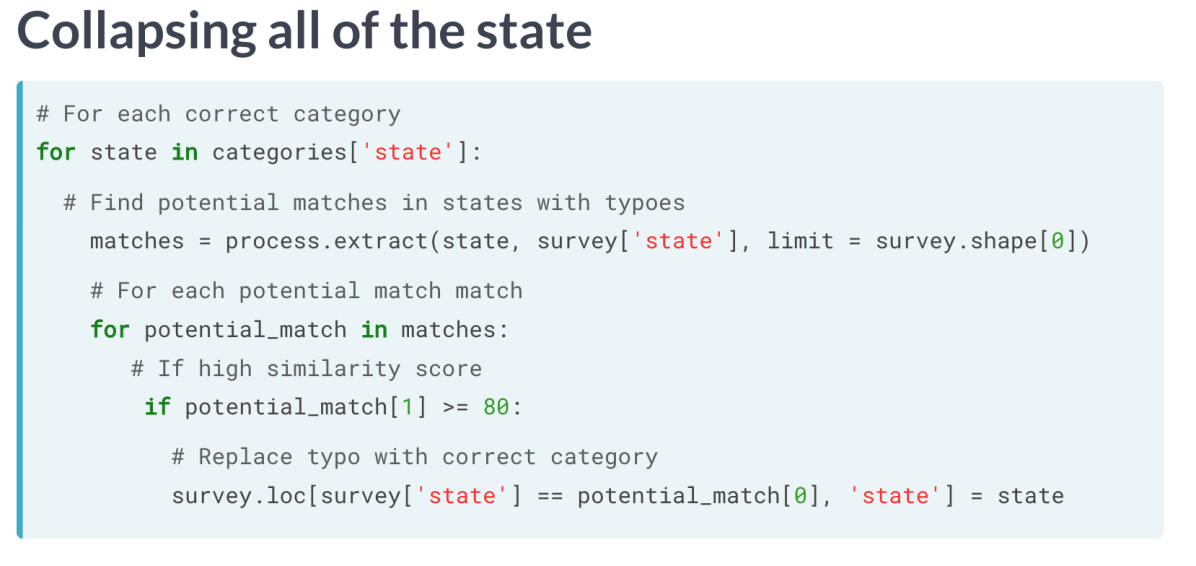 Collapsing all of the state
# For each correct category
for state in categories['state']:
# Find potential matches in states with typoes
matches = process.extract(state, survey['state'], limit = survey.shape[0])
# For each potential match match
for potential_match in matches:
# If high similarity score
if potential_match[1] >= 80:
# Replace typo with correct category
survey.loc[survey['state'] == potential_match[0], 'state'] = state